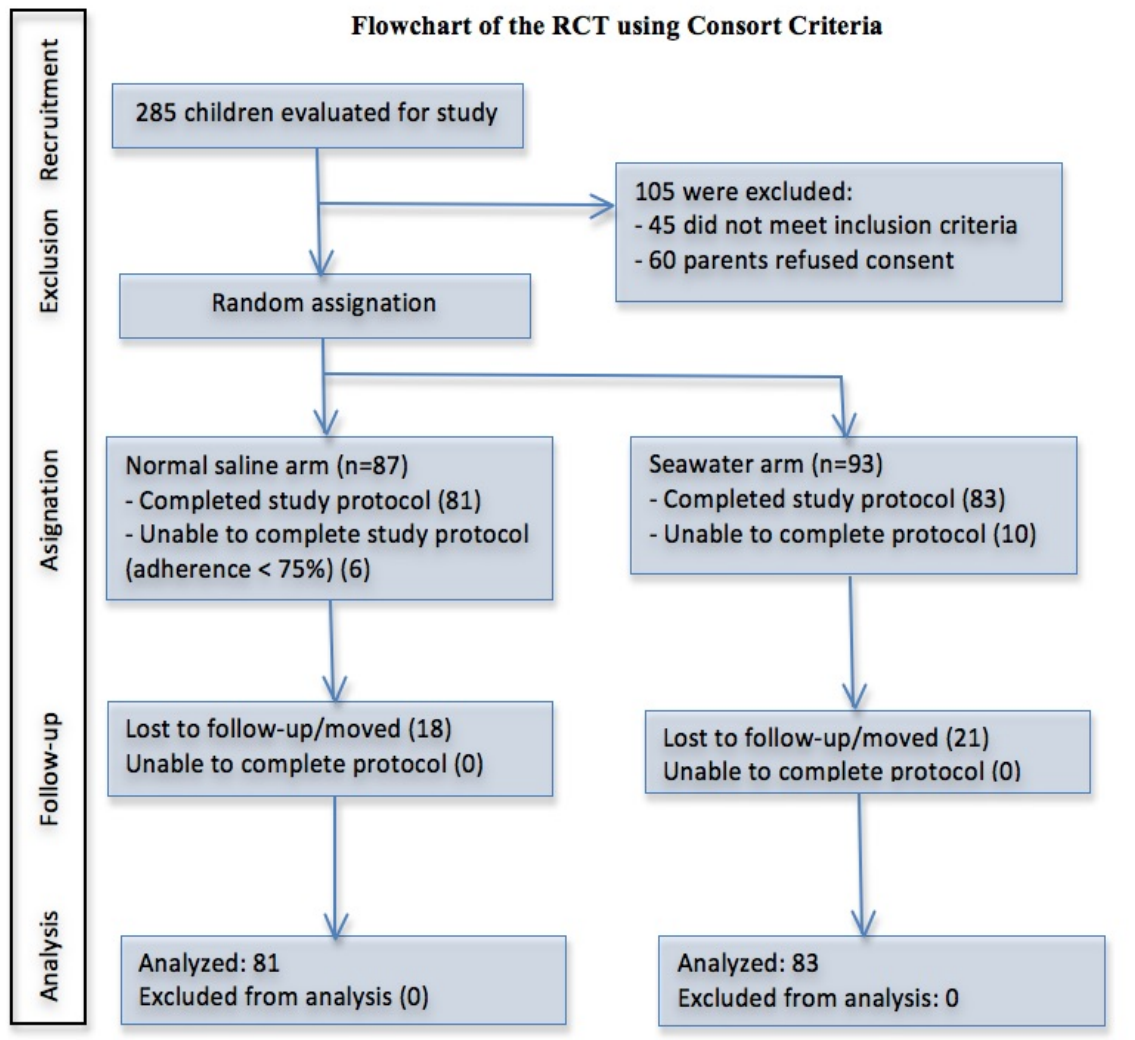 Flowchart of the RCT using Consort Criteria
Recruitment
285 children evaluated for study
105 were excluded:
- 45 did not meet inclusion criteria
- 60 parents refused consent
Exclusion
Random assignation
Asignation
Normal saline arm (n=87)
- Completed study protocol (81)
- Unable to complete study protocol
(adherence < 75%) (6)
Seawater arm (n=93)
- Completed study protocol (83)
- Unable to complete protocol (10)
Follow-up
Lost to follow-up/moved (18)
Unable to complete protocol (0)
Lost to follow-up/moved (21)
Unable to complete protocol (0)
Analysis
Analyzed: 81
Excluded from analysis (0)
Analyzed: 83
Excluded from analysis: 0